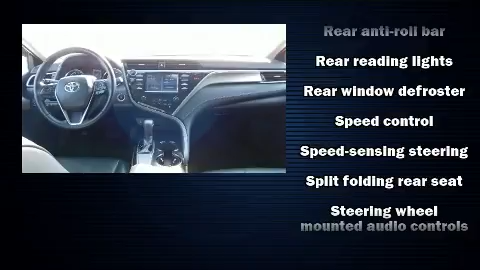 Rear anti-roll bar
Rear reading lights
Rear window defroster
Speed control
Speed-sensing steering
Split folding rear seat
Steering wheel
mounted audio controls